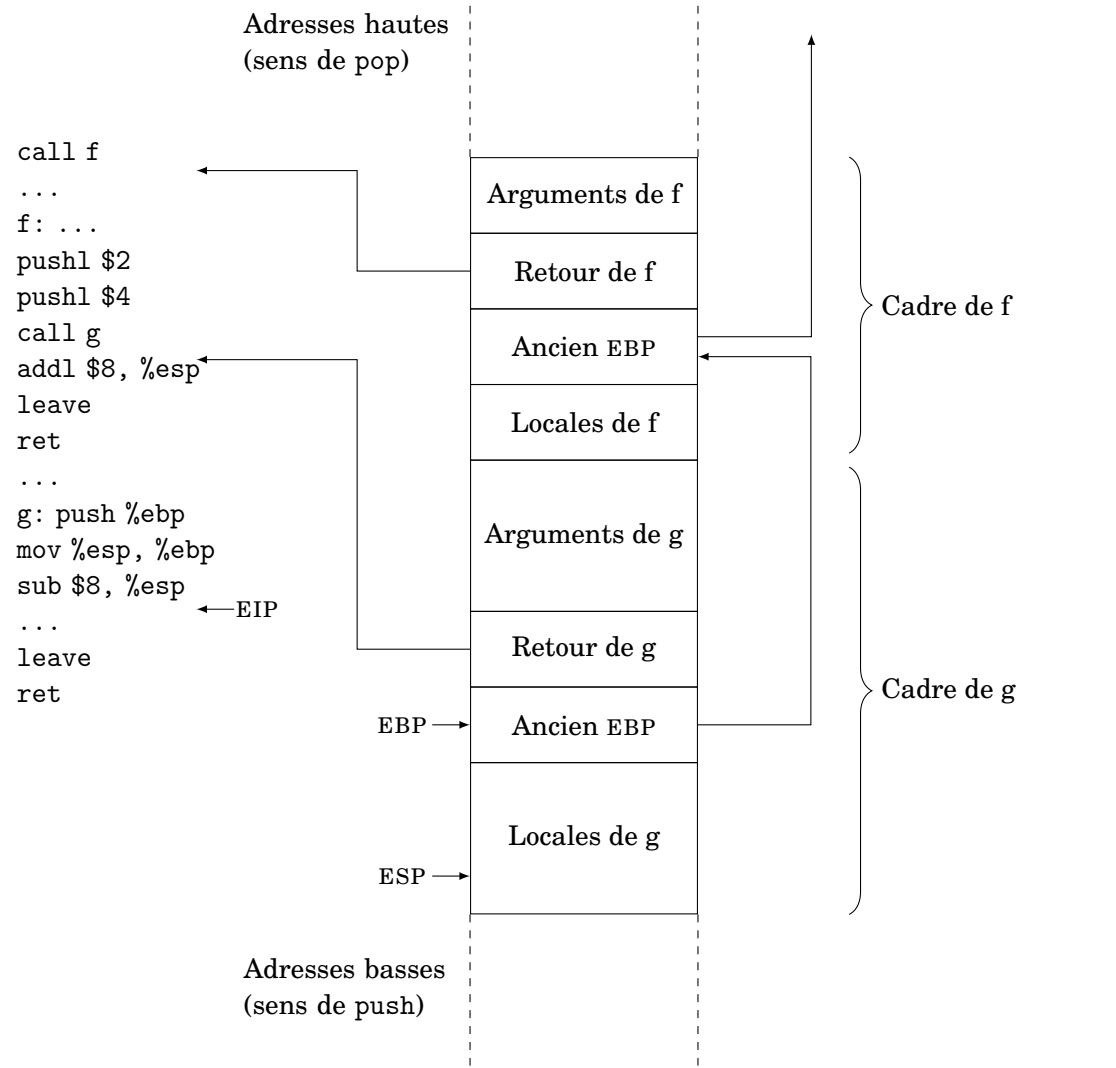 Adresses hautes
(sens de pop)
call f
...
f: ...
pushl $2
pushl $4
call g
addl $8, %esp
leave
ret
...
g: push %ebp
mov %esp, %ebp
sub $8, %esp
EIP
...
leave
ret
Arguments de f
Retour de f
Ancien EBP
Locales de f
Arguments de g
Retour de g
EBP
Ancien EBP
Locales de g
ESP
Cadre de f
Cadre de g
Adresses basses
(sens de push)